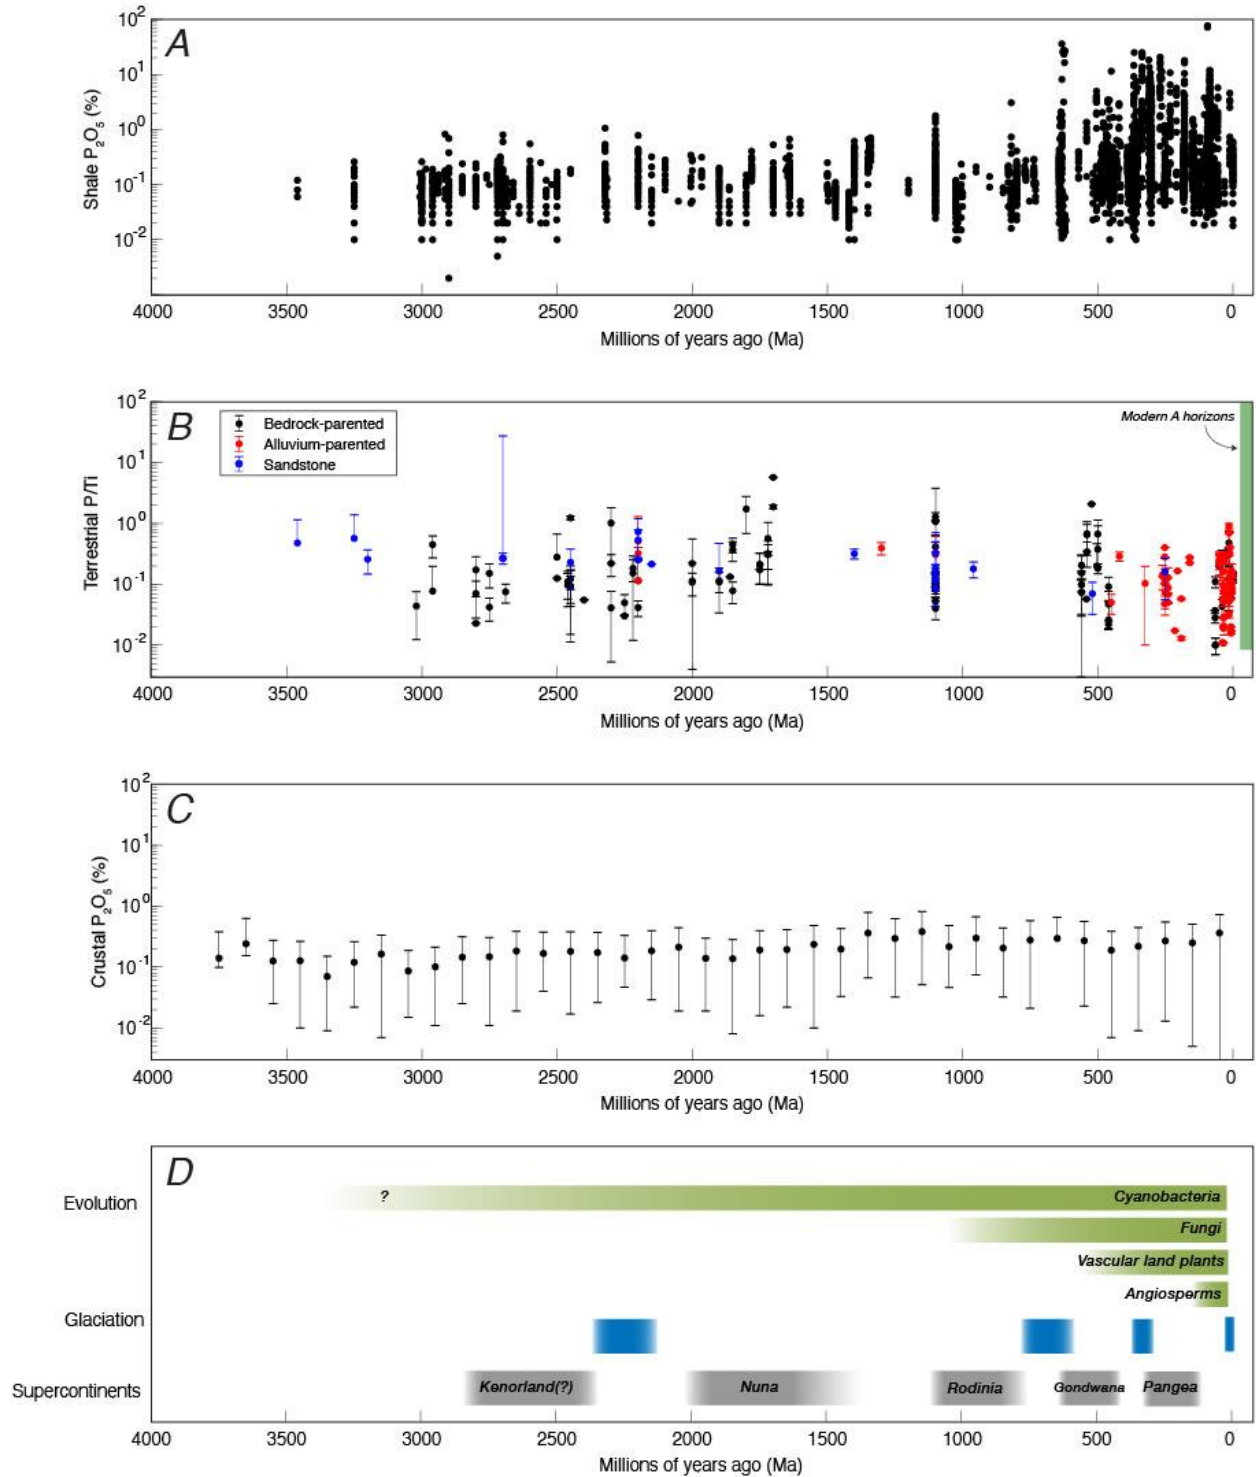 A
Shale P₂O₅ (%)
10²
10¹
10⁰
10⁻¹
10⁻²
4000 3500 3000 2500 2000 1500 1000 500 0
Millions of years ago (Ma)
B
Terrestrial P/Ti
10²
10¹
10⁰
10⁻¹
10⁻²
Bedrock-parented
Alluvium-parented
Sandstone
Modern A horizons
4000 3500 3000 2500 2000 1500 1000 500 0
Millions of years ago (Ma)
C
Crustal P₂O₅ (%)
10²
10¹
10⁰
10⁻¹
10⁻²
4000 3500 3000 2500 2000 1500 1000 500 0
Millions of years ago (Ma)
D
Evolution
? Cyanobacteria
Fungi
Vascular land plants
Angiosperms
Glaciation
Supercontinents
Kenorland(?) Nuna Rodinia Gondwana Pangea
4000 3500 3000 2500 2000 1500 1000 500 0
Millions of years ago (Ma)